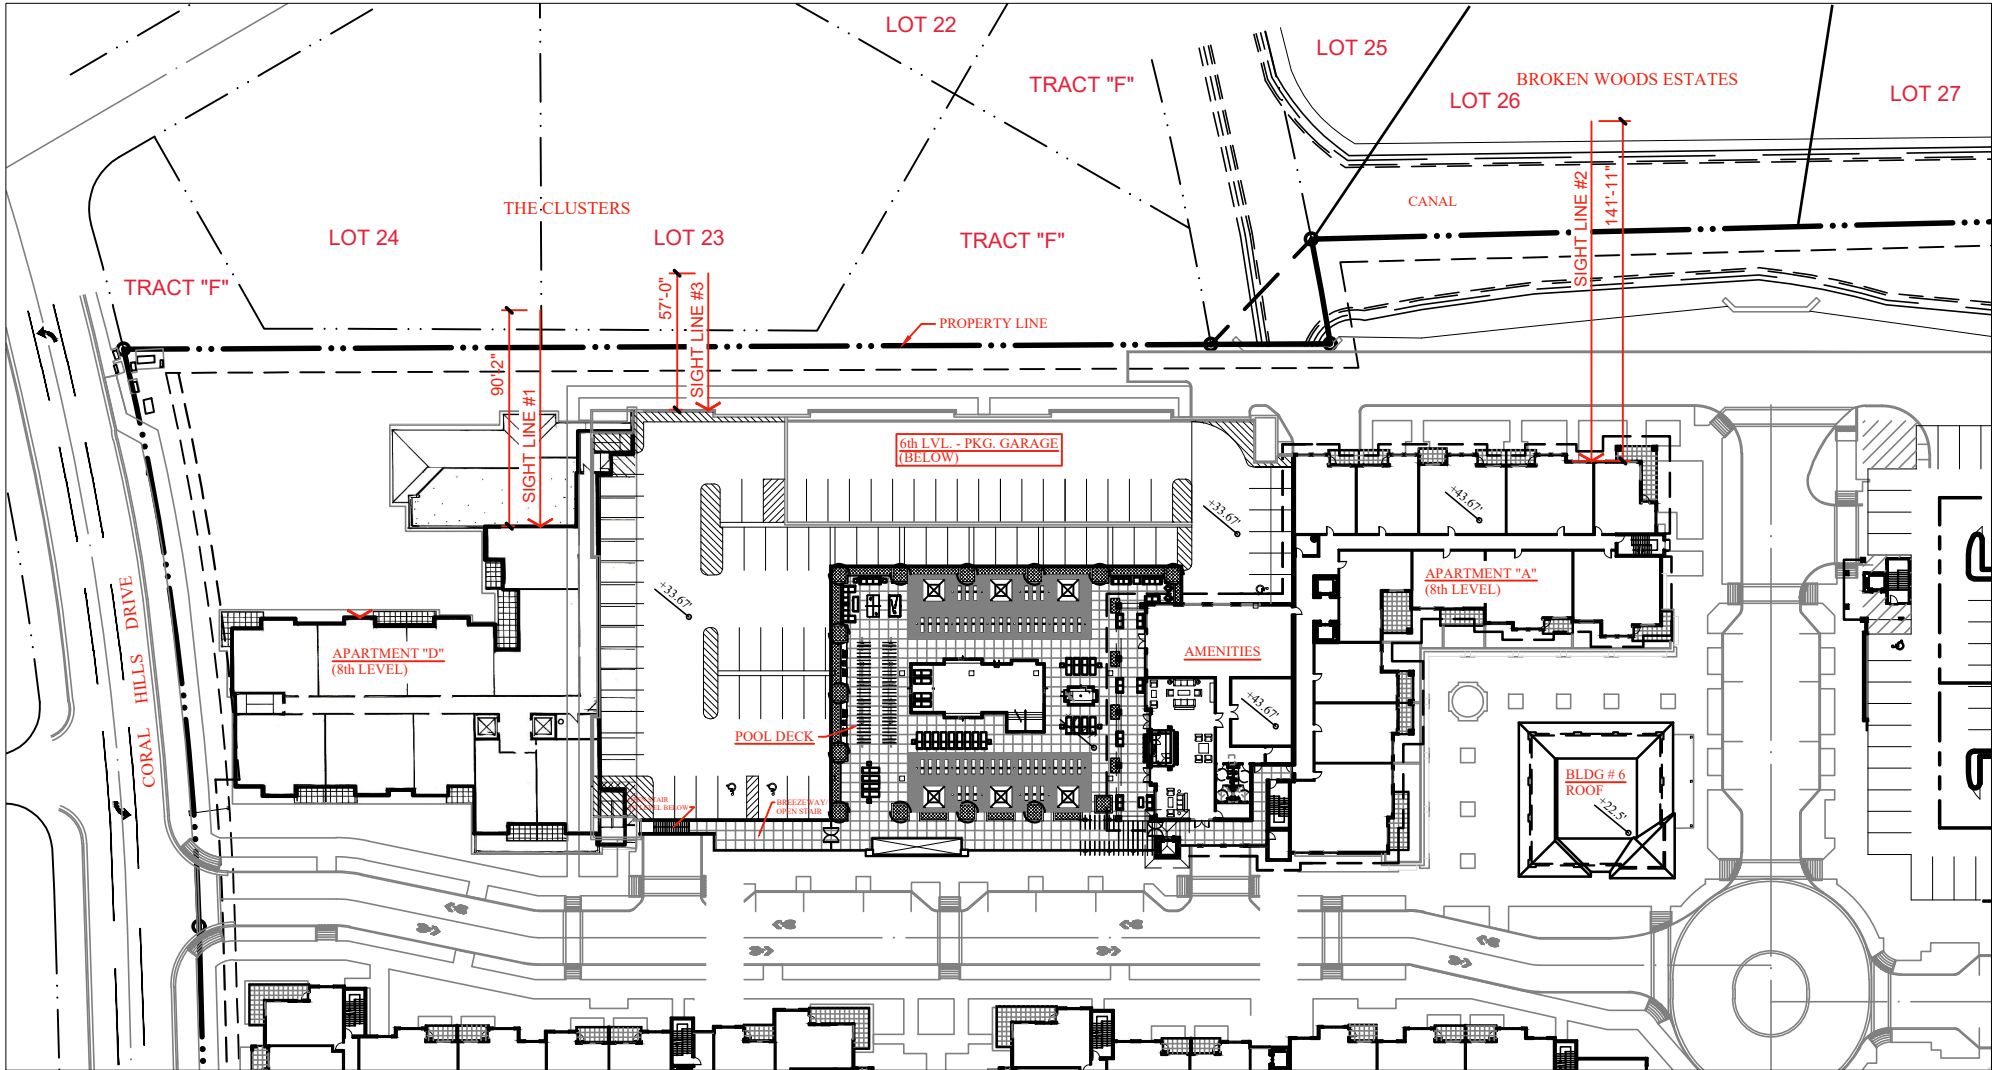 LOT 22
LOT 25
TRACT "F"
BROKEN WOODS ESTATES
LOT 26
LOT 27
THE CLUSTERS
LOT 24
LOT 23
TRACT "F"
CANAL
SIGHT LINE #2
141'-11"
TRACT "F"
57'-0"
SIGHT LINE #3
PROPERTY LINE
90'-2"
SIGHT LINE #1
6th LVL. - PKG. GARAGE
(BELOW)
+43.67'
+33.67'
+33.67'
APARTMENT "A"
(8th LEVEL)
CORAL HILLS DRIVE
APARTMENT "D"
(8th LEVEL)
AMENITIES
+43.67'
POOL DECK
BLDG # 6
ROOF
+22.5'
BREEZEWAY/
OPEN STAIR